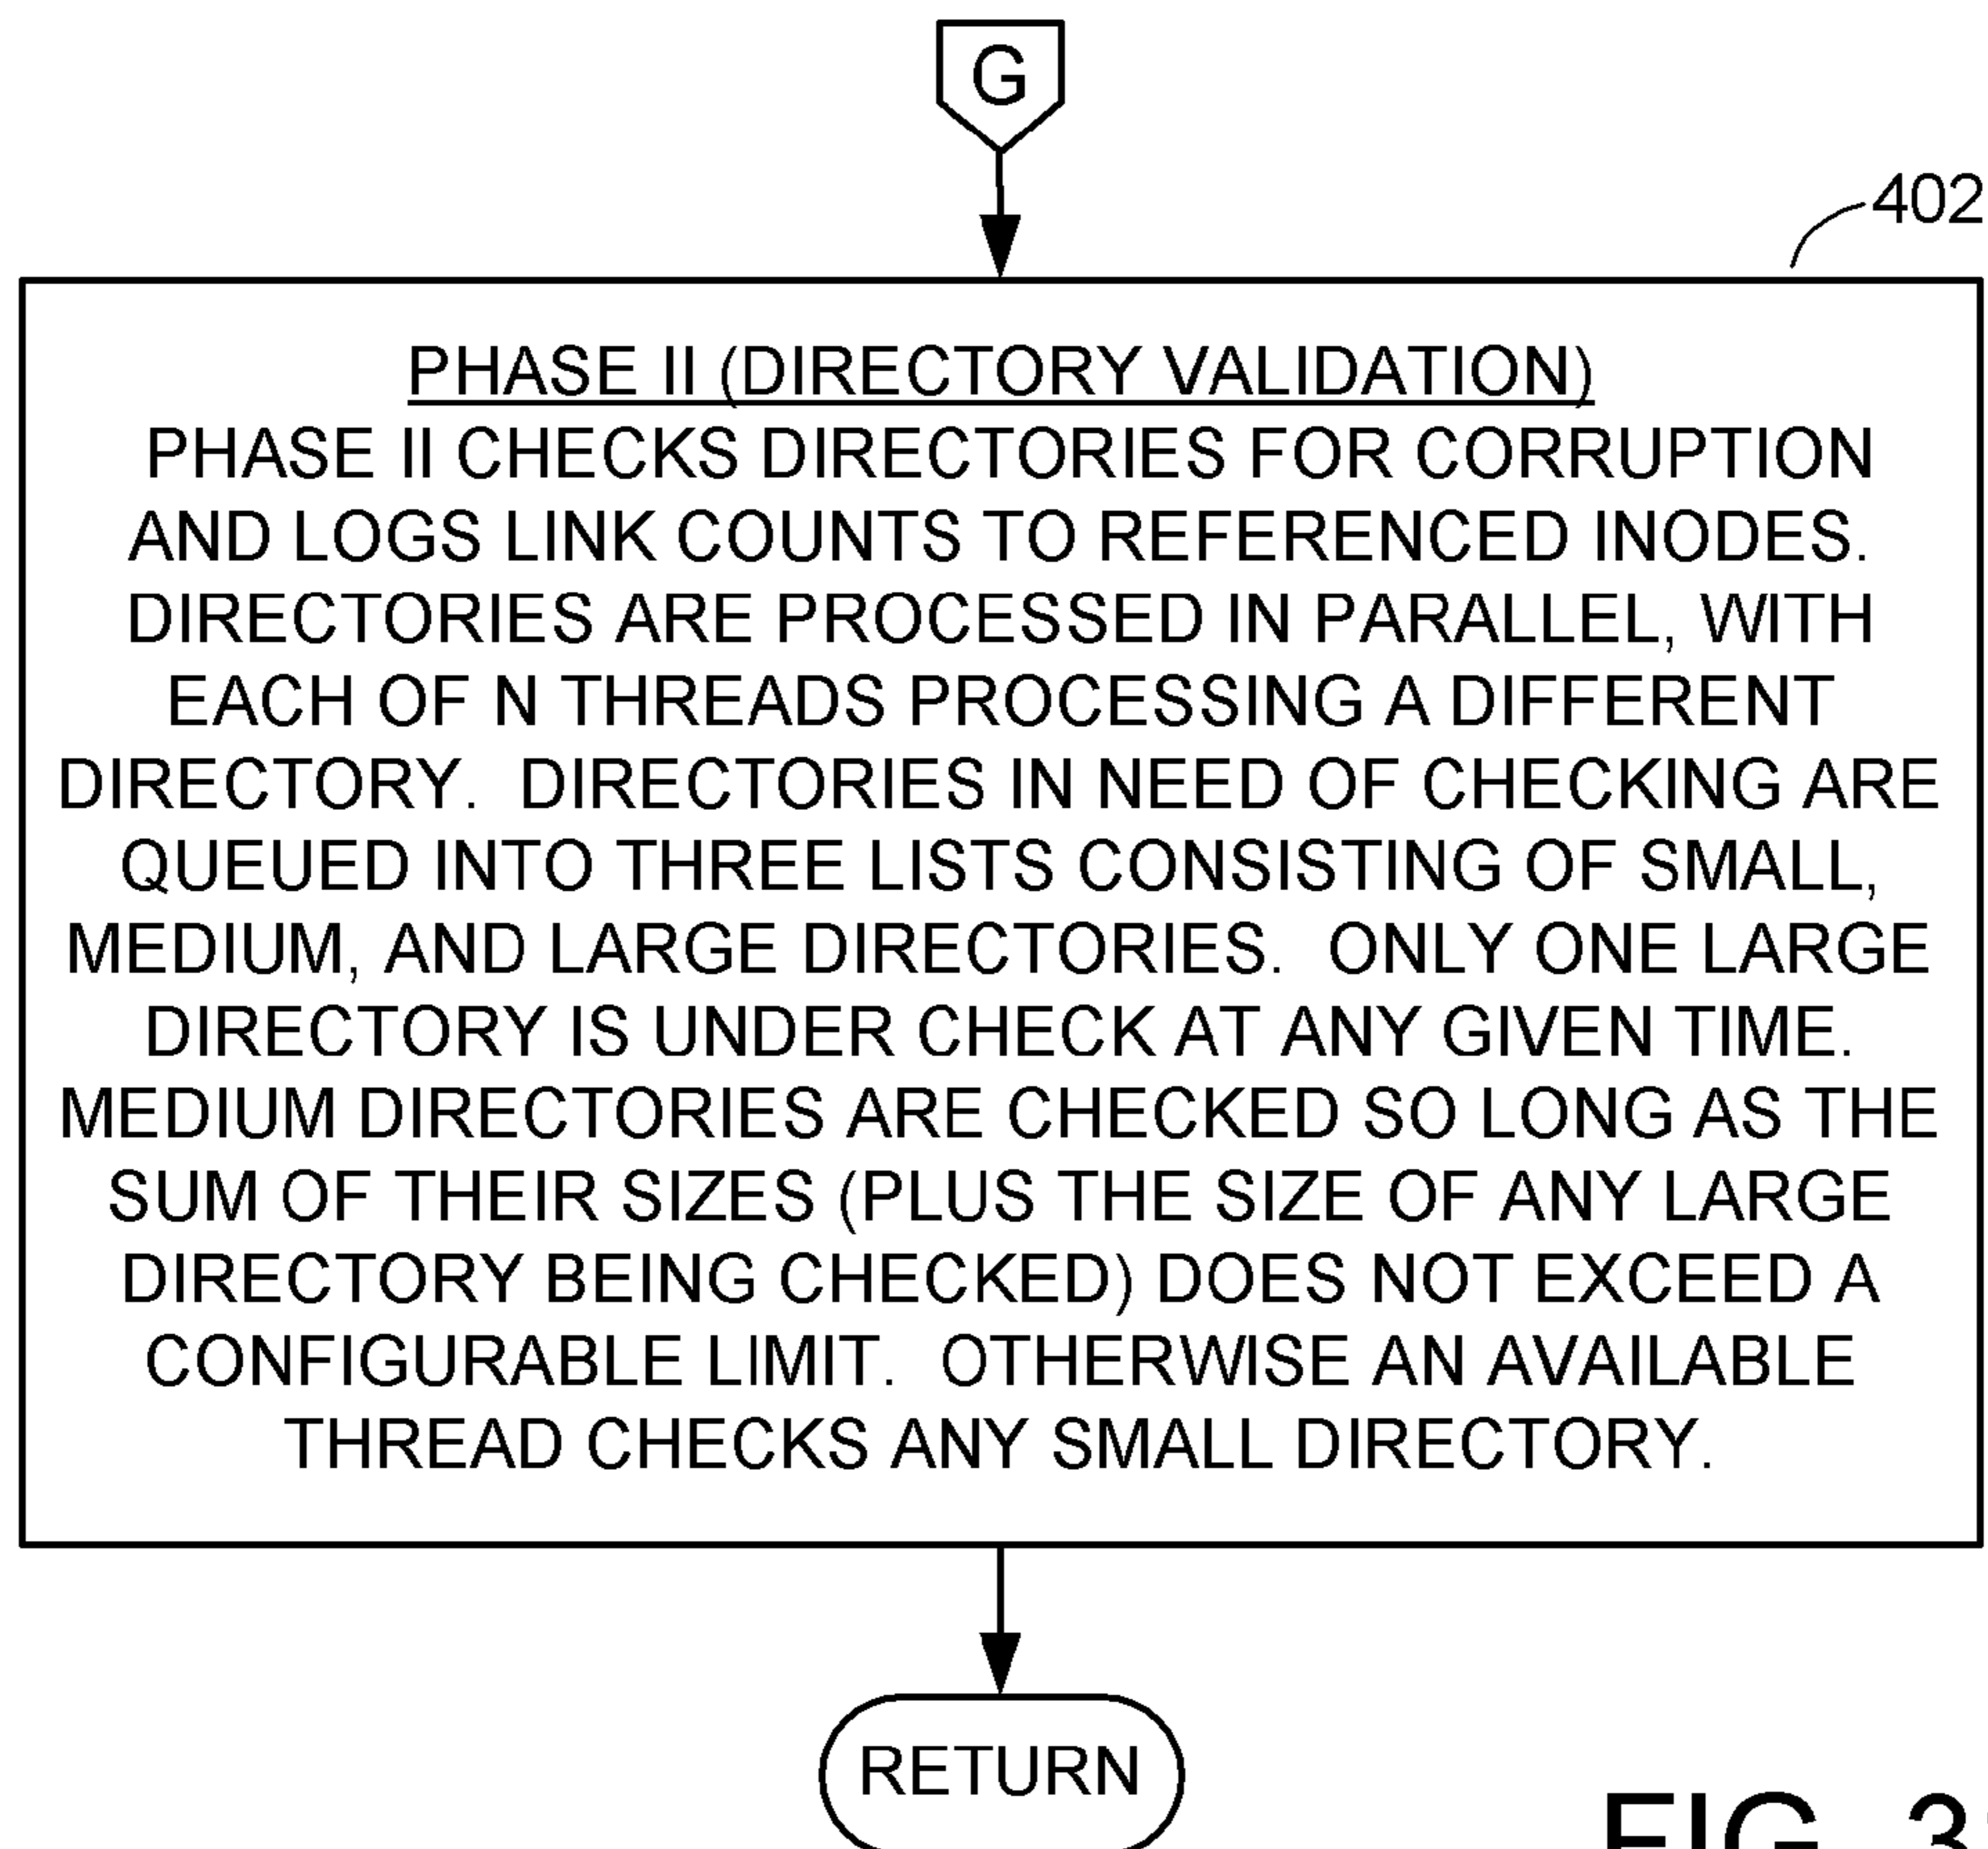 G
402
PHASE II (DIRECTORY VALIDATION)
PHASE II CHECKS DIRECTORIES FOR CORRUPTION
AND LOGS LINK COUNTS TO REFERENCED INODES.
DIRECTORIES ARE PROCESSED IN PARALLEL, WITH
EACH OF N THREADS PROCESSING A DIFFERENT
DIRECTORY. DIRECTORIES IN NEED OF CHECKING ARE
QUEUED INTO THREE LISTS CONSISTING OF SMALL,
MEDIUM, AND LARGE DIRECTORIES. ONLY ONE LARGE
DIRECTORY IS UNDER CHECK AT ANY GIVEN TIME.
MEDIUM DIRECTORIES ARE CHECKED SO LONG AS THE
SUM OF THEIR SIZES (PLUS THE SIZE OF ANY LARGE
DIRECTORY BEING CHECKED) DOES NOT EXCEED A
CONFIGURABLE LIMIT. OTHERWISE AN AVAILABLE
THREAD CHECKS ANY SMALL DIRECTORY.
RETURN
FIG.